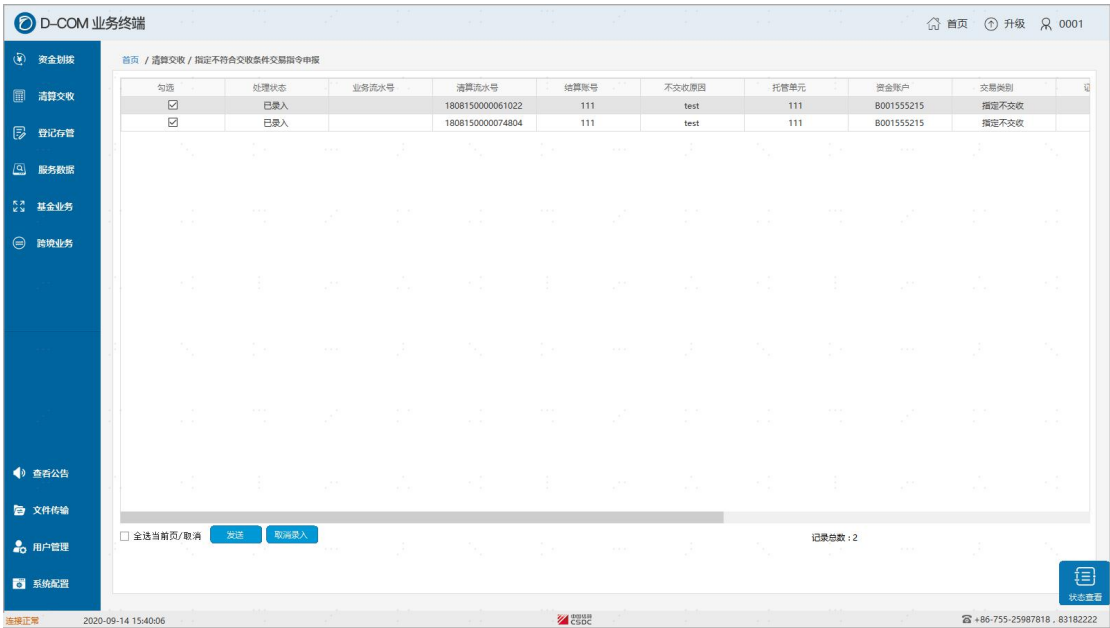 D-COM 业务终端
首页 升级 0001
资金划拨
清算交收
登记存管
服务数据
基金业务
跨境业务
查看公告
文件传输
用户管理
系统配置
首页 / 清算交收 / 指定不符合交收条件交易指令申报
勾选 处理状态 业务流水号 清算流水号 结算账号 不交收原因 托管单元 资金账户 交易类别
已录入 1808150000061022 111 test 111 B001555215 指定不交收
已录入 1808150000074804 111 test 111 B001555215 指定不交收
全选当前页/取消 发送 取消录入 记录总数：2
状态查看
连接正常 2020-09-14 15:40:06 CSDC +86-755-25987818 , 83182222